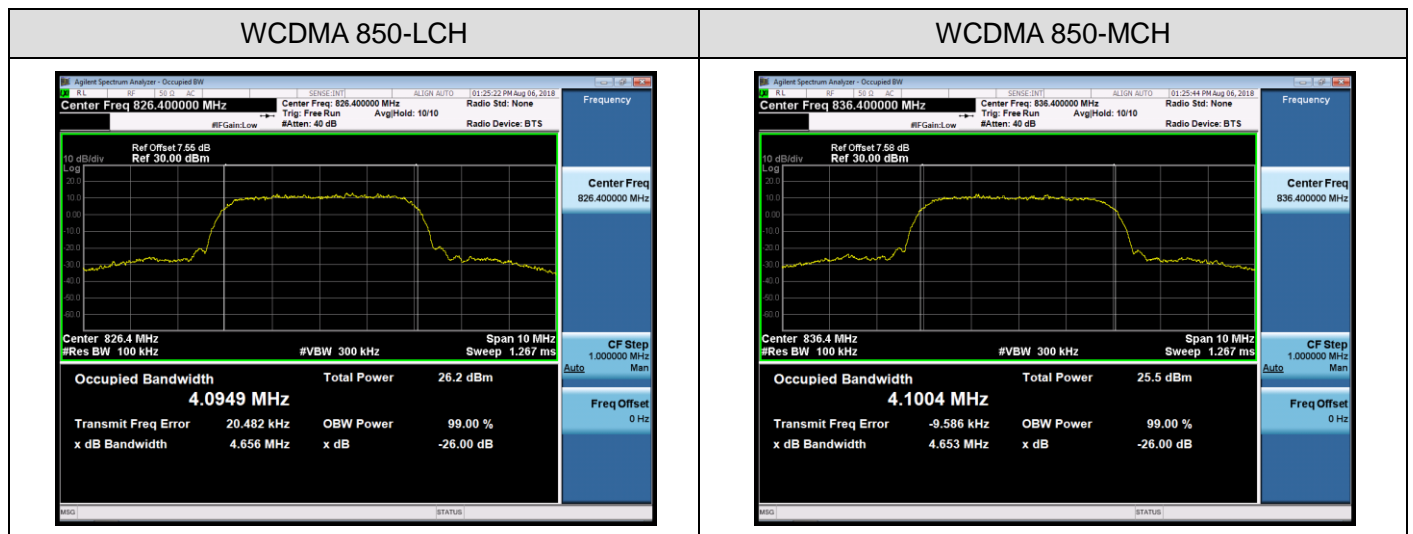 WCDMA 850-LCH
WCDMA 850-MCH
Agilent Spectrum Analyzer - Occupied BW
RL RF 50 Ω AC SENSE:INT ALIGN AUTO 01:25:22 PM Aug 06, 2018
Center Freq 826.400000 MHz Center Freq: 826.400000 MHz Radio Std: None
Trig: Free Run Avg|Hold: 10/10
#IFGain:Low #Atten: 40 dB Radio Device: BTS
Ref Offset 7.55 dB
10 dB/div Ref 30.00 dBm
Log
20.0
10.0
0.00
-10.0
-20.0
-30.0
-40.0
-50.0
-60.0
Center 826.4 MHz Span 10 MHz
#Res BW 100 kHz #VBW 300 kHz Sweep 1.267 ms
Occupied Bandwidth Total Power 26.2 dBm
4.0949 MHz
Transmit Freq Error 20.482 kHz OBW Power 99.00 %
x dB Bandwidth 4.656 MHz x dB -26.00 dB
MSG STATUS
Frequency
Center Freq
826.400000 MHz
CF Step
1.000000 MHz
Auto Man
Freq Offset
0 Hz
Agilent Spectrum Analyzer - Occupied BW
RL RF 50 Ω AC SENSE:INT ALIGN AUTO 01:25:44 PM Aug 06, 2018
Center Freq 836.400000 MHz Center Freq: 836.400000 MHz Radio Std: None
Trig: Free Run Avg|Hold: 10/10
#IFGain:Low #Atten: 40 dB Radio Device: BTS
Ref Offset 7.58 dB
10 dB/div Ref 30.00 dBm
Log
20.0
10.0
0.00
-10.0
-20.0
-30.0
-40.0
-50.0
-60.0
Center 836.4 MHz Span 10 MHz
#Res BW 100 kHz #VBW 300 kHz Sweep 1.267 ms
Occupied Bandwidth Total Power 25.5 dBm
4.1004 MHz
Transmit Freq Error -9.586 kHz OBW Power 99.00 %
x dB Bandwidth 4.653 MHz x dB -26.00 dB
MSG STATUS
Frequency
Center Freq
836.400000 MHz
CF Step
1.000000 MHz
Auto Man
Freq Offset
0 Hz